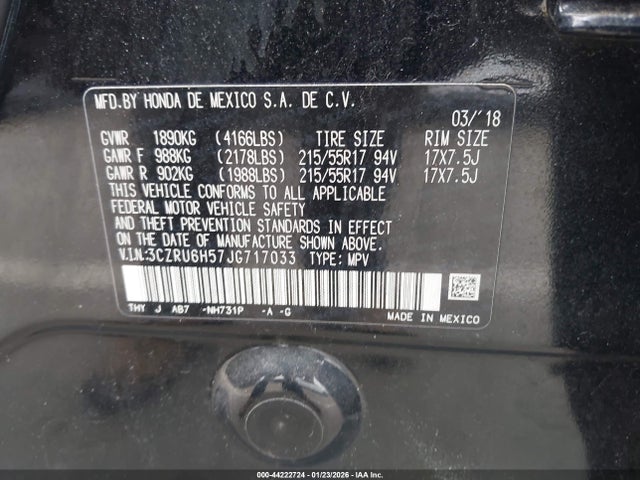 MFD.BY HONDA DE MEXICO S.A. DE C.V.
03/'18
GVWR 1890KG (4166LBS) TIRE SIZE RIM SIZE
GAWR F 988KG (2178LBS) 215/55R17 94V 17X7.5J
GAWR R 902KG (1988LBS) 215/55R17 94V 17X7.5J
THIS VEHICLE CONFORMS TO ALL APPLICABLE
FEDERAL MOTOR VEHICLE SAFETY
AND THEFT PREVENTION STANDARDS IN EFFECT
ON THE DATE OF MANUFACTURE SHOWN ABOVE.
V.I.N:3CZRU6H57JG717033 TYPE: MPV
THY J AB7 -NH731P -A -G MADE IN MEXICO
000-44222724 - 01/23/2026 - IAA Inc.